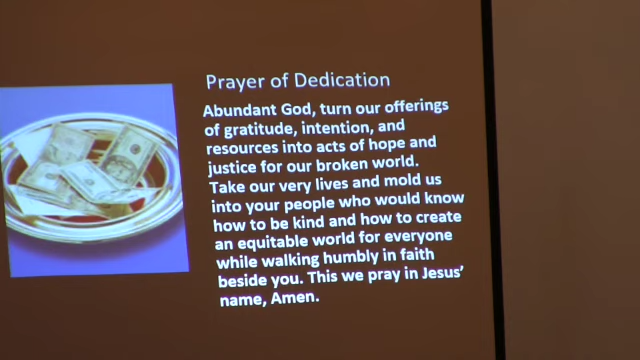 Prayer of Dedication
Abundant God, turn our offerings
of gratitude, intention, and
resources into acts of hope and
justice for our broken world.
Take our very lives and mold us
into your people who would know
how to be kind and how to create
an equitable world for everyone
while walking humbly in faith
beside you. This we pray in Jesus’
name, Amen.